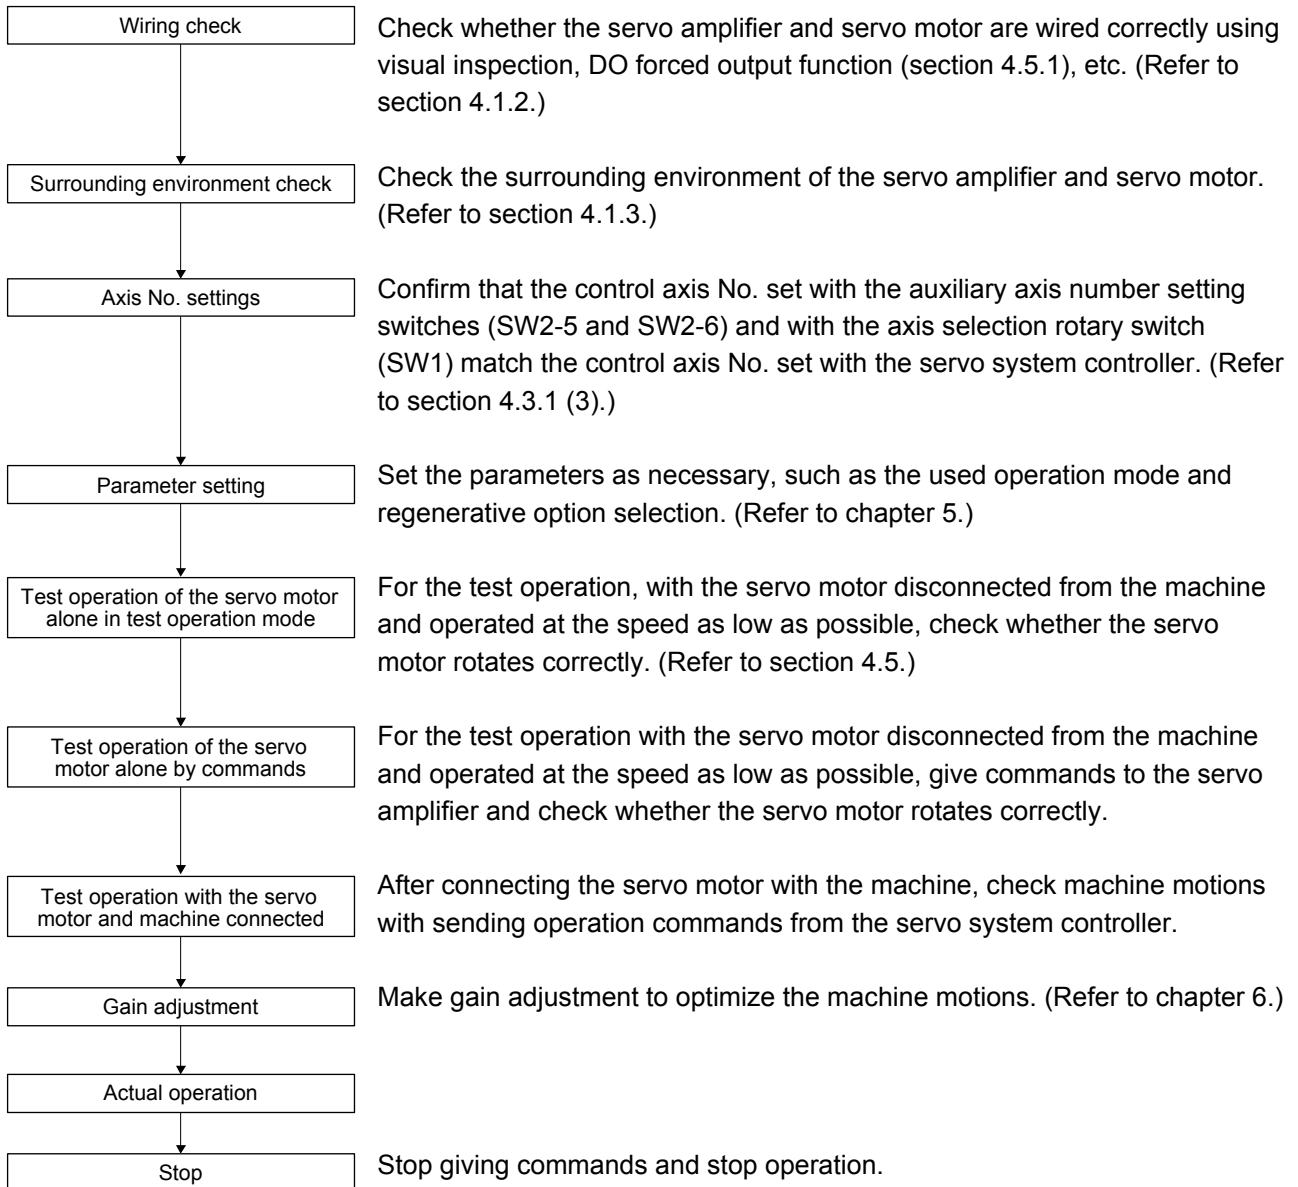 Wiring check
Check whether the servo amplifier and servo motor are wired correctly using
visual inspection, DO forced output function (section 4.5.1), etc. (Refer to
section 4.1.2.)
Surrounding environment check
Check the surrounding environment of the servo amplifier and servo motor.
(Refer to section 4.1.3.)
Axis No. settings
Confirm that the control axis No. set with the auxiliary axis number setting
switches (SW2-5 and SW2-6) and with the axis selection rotary switch
(SW1) match the control axis No. set with the servo system controller. (Refer
to section 4.3.1 (3).)
Parameter setting
Set the parameters as necessary, such as the used operation mode and
regenerative option selection. (Refer to chapter 5.)
Test operation of the servo motor
alone in test operation mode
For the test operation, with the servo motor disconnected from the machine
and operated at the speed as low as possible, check whether the servo
motor rotates correctly. (Refer to section 4.5.)
Test operation of the servo
motor alone by commands
For the test operation with the servo motor disconnected from the machine
and operated at the speed as low as possible, give commands to the servo
amplifier and check whether the servo motor rotates correctly.
Test operation with the servo
motor and machine connected
After connecting the servo motor with the machine, check machine motions
with sending operation commands from the servo system controller.
Gain adjustment
Make gain adjustment to optimize the machine motions. (Refer to chapter 6.)
Actual operation
Stop
Stop giving commands and stop operation.